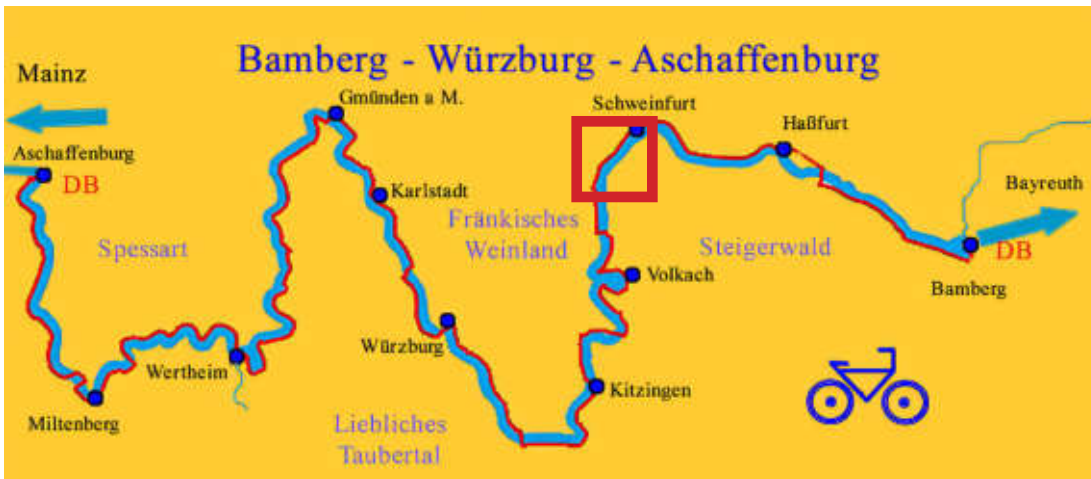 Bamberg - Würzburg - Aschaffenburg
Mainz
Gmünden a M.
Schweinfurt
Haßfurt
Aschaffenburg
DB
Karlstadt
Bayreuth
Fränkisches
Weinland
Spessart
Steigerwald
DB
Volkach
Bamberg
Würzburg
Wertheim
Kitzingen
Miltenberg
Liebliches
Taubertal